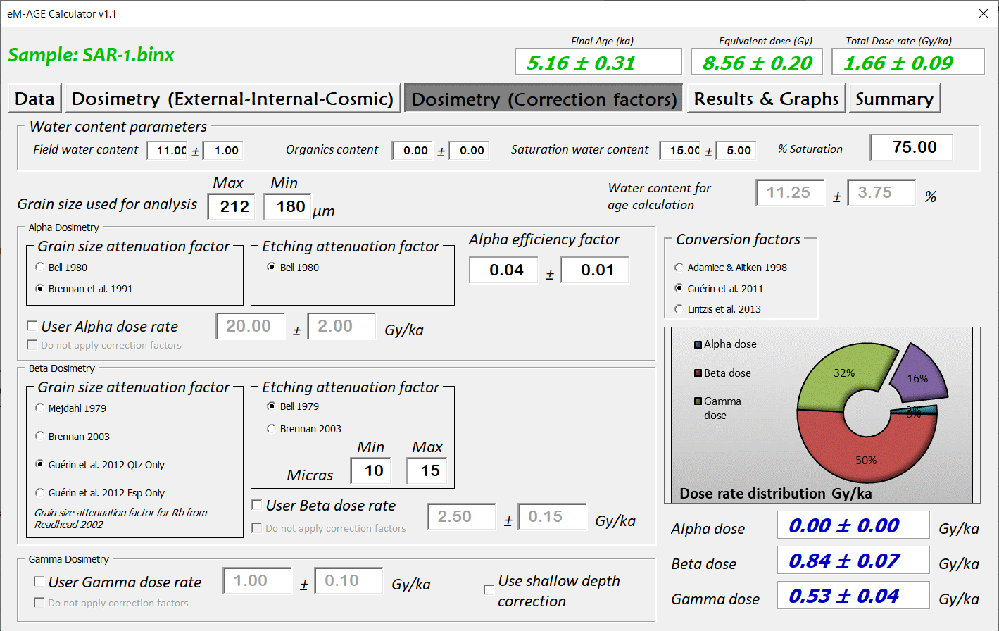 eM-AGE Calculator v1.1
Sample: SAR-1.binx
Final Age (ka) Equivalent dose (Gy) Total Dose rate (Gy/ka)
5.16 ± 0.31 8.56 ± 0.20 1.66 ± 0.09
Data Dosimetry (External-Internal-Cosmic) Dosimetry (Correction factors) Results & Graphs Summary
Water content parameters
Field water content 11.00 ± 1.00 Organics content 0.00 ± 0.00 Saturation water content 15.00 ± 5.00 % Saturation 75.00
Max Min
Grain size used for analysis 212 180 µm
Water content for
age calculation 11.25 ± 3.75 %
Alpha Dosimetry
Grain size attenuation factor
Bell 1980
Brennan et al. 1991
Etching attenuation factor
Bell 1980
Alpha efficiency factor
0.04 ± 0.01
User Alpha dose rate 20.00 ± 2.00 Gy/ka
Do not apply correction factors
Conversion factors
Adamiec & Aitken 1998
Guérin et al. 2011
Liritzis et al. 2013
Beta Dosimetry
Grain size attenuation factor
Mejdahl 1979
Brennan 2003
Guérin et al. 2012 Qtz Only
Guérin et al. 2012 Fsp Only
Grain size attenuation factor for Rb from
Readhead 2002
Etching attenuation factor
Bell 1979
Brennan 2003
Min Max
Micras 10 15
User Beta dose rate 2.50 ± 0.15 Gy/ka
Do not apply correction factors
Alpha dose
Beta dose
Gamma
dose
32%
16%
50%
Dose rate distribution Gy/ka
Alpha dose 0.00 ± 0.00 Gy/ka
Beta dose 0.84 ± 0.07 Gy/ka
Gamma dose 0.53 ± 0.04 Gy/ka
Gamma Dosimetry
User Gamma dose rate 1.00 ± 0.10 Gy/ka
Do not apply correction factors
Use shallow depth
correction